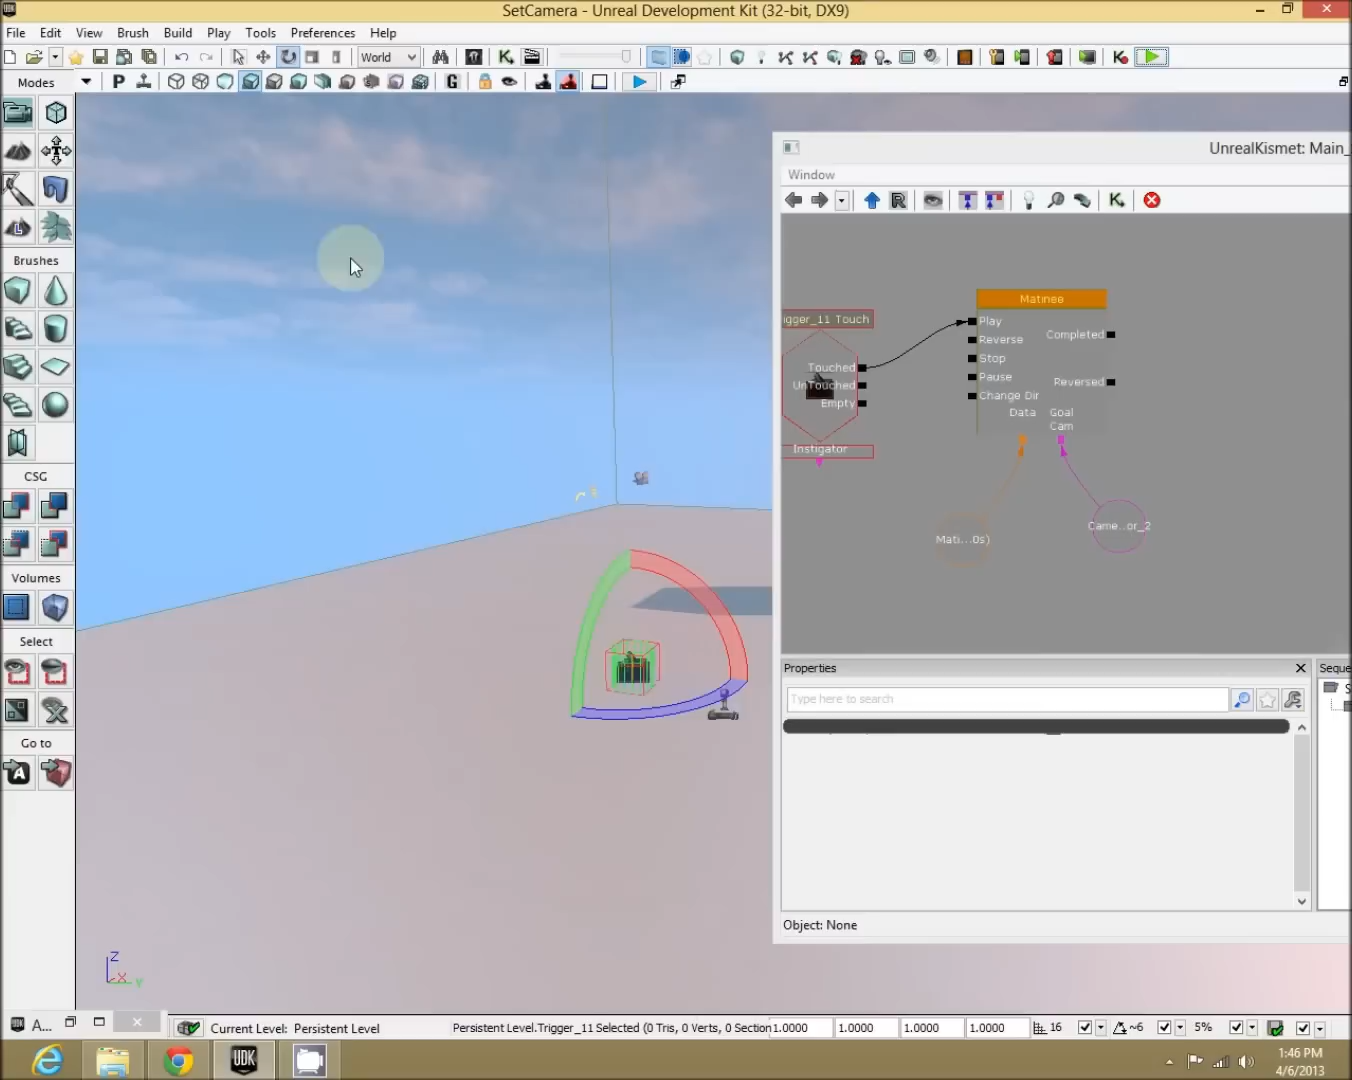 SetCamera - Unreal Development Kit (32-bit, DX9)
File Edit View Brush Build Play Tools Preferences Help
World
Modes
P
G
UnrealKismet: Main_
Window
R
K
Brushes
CSG
Volumes
Select
Go to
A
igger_11 Touch
Touched
UnTouched
Empty
Instigator
Matinee
Play
Reverse
Stop
Pause
Change Dir
Completed
Reversed
Data
Goal
Cam
Mati...0s)
Came...or_2
Properties
Seque
Type here to search
Object: None
Z
X
Y
A...
Current Level: Persistent Level
Persistent Level.Trigger_11 Selected (0 Tris, 0 Verts, 0 Section
1.0000
1.0000
1.0000
1.0000
16
~6
5%
UDK
1:46 PM
4/6/2013